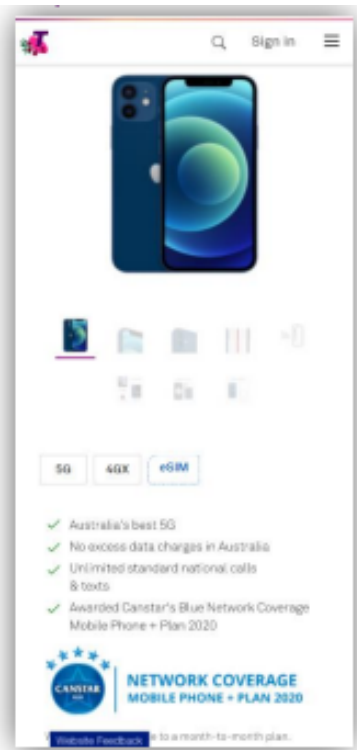 Sign in
5G
4GX
eSIM
Australia's best 5G
No excess data charges in Australia
Unlimited standard national calls
& texts
Awarded Canstar's Blue Network Coverage
Mobile Phone + Plan 2020
CANSTAR
NETWORK COVERAGE
MOBILE PHONE + PLAN 2020
Website Feedback
e to a month-to-month plan.